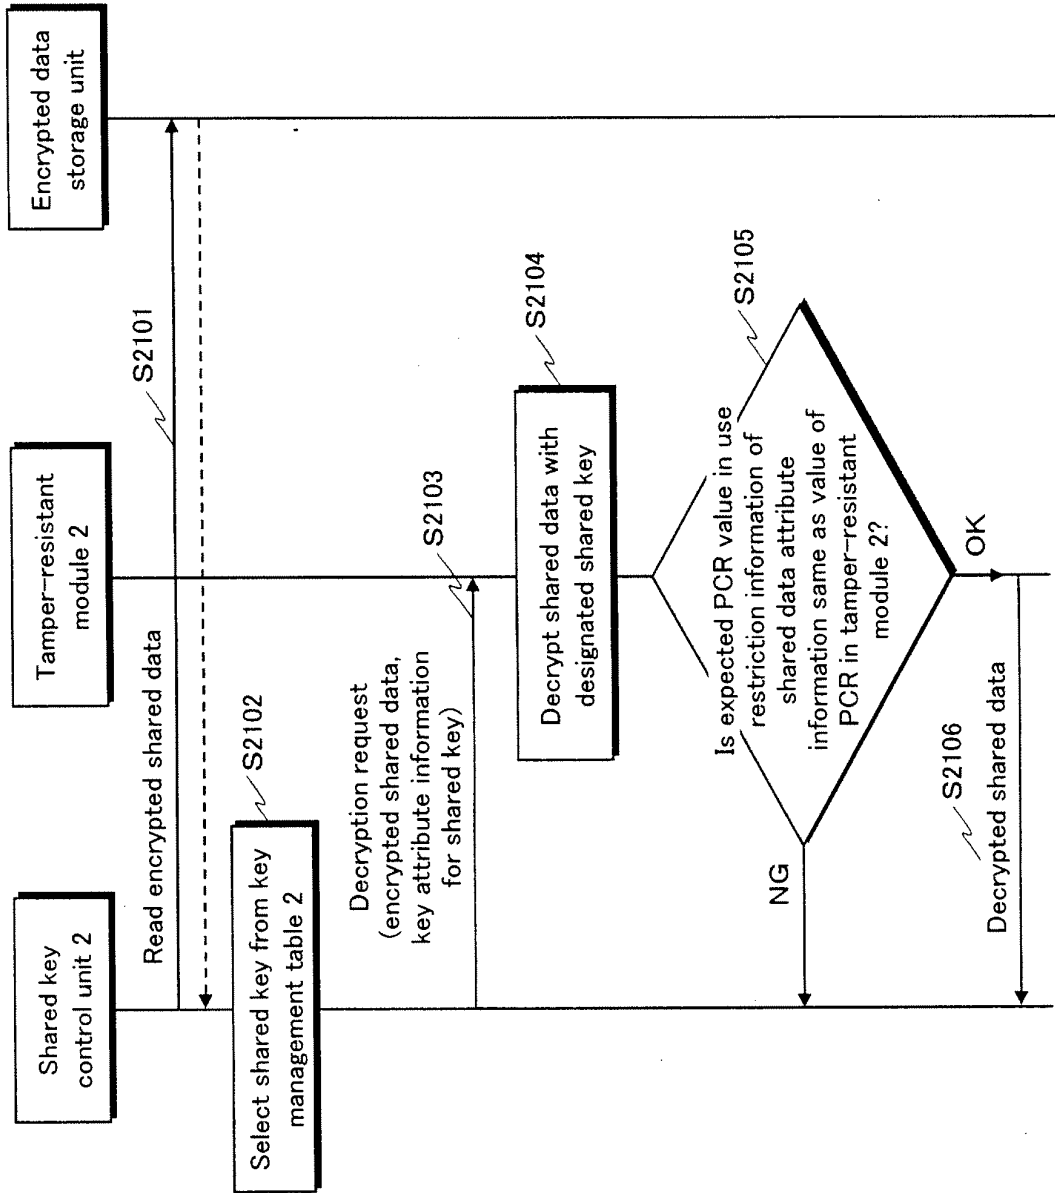 Shared key
control unit 2
Tamper-resistant
module 2
Encrypted data
storage unit
Read encrypted shared data
S2101
Select shared key from key
management table 2
S2102
Decryption request
(encrypted shared data,
key attribute information
for shared key)
S2103
Decrypt shared data with
designated shared key
S2104
Is expected PCR value in use
restriction information of
shared data attribute
information same as value of
PCR in tamper-resistant
module 2?
S2105
NG
OK
S2106
Decrypted shared data